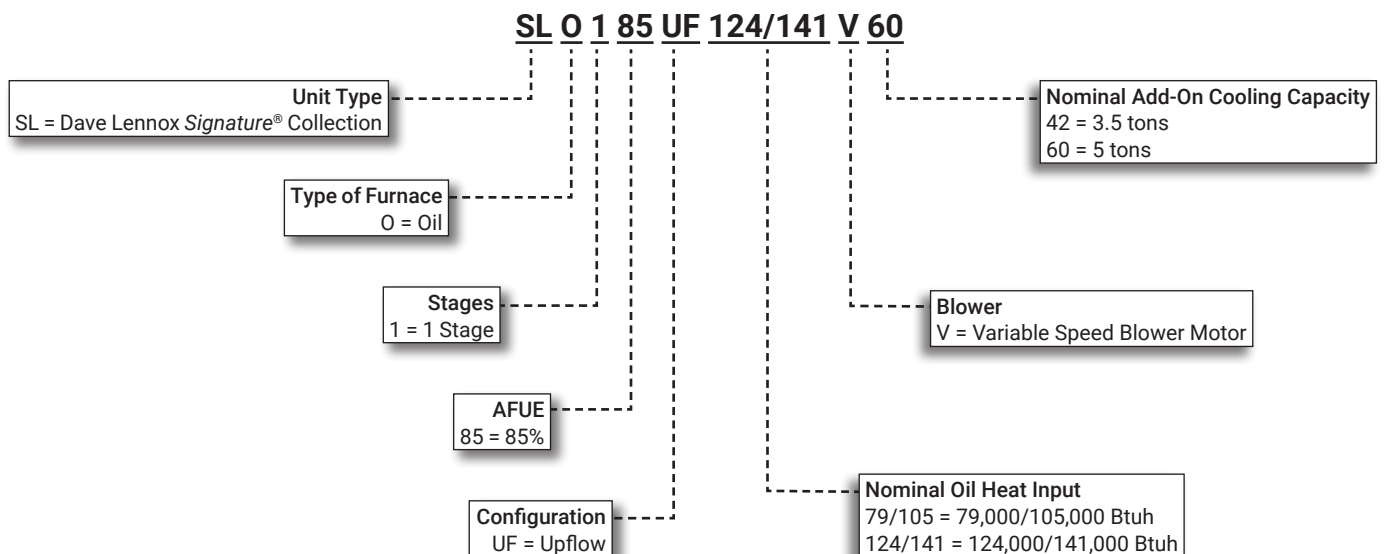 SL O 1 85 UF 124/141 V 60
Unit Type
SL = Dave Lennox Signature® Collection
Nominal Add-On Cooling Capacity
42 = 3.5 tons
60 = 5 tons
Type of Furnace
O = Oil
Stages
1 = 1 Stage
Blower
V = Variable Speed Blower Motor
AFUE
85 = 85%
Nominal Oil Heat Input
79/105 = 79,000/105,000 Btuh
124/141 = 124,000/141,000 Btuh
Configuration
UF = Upflow